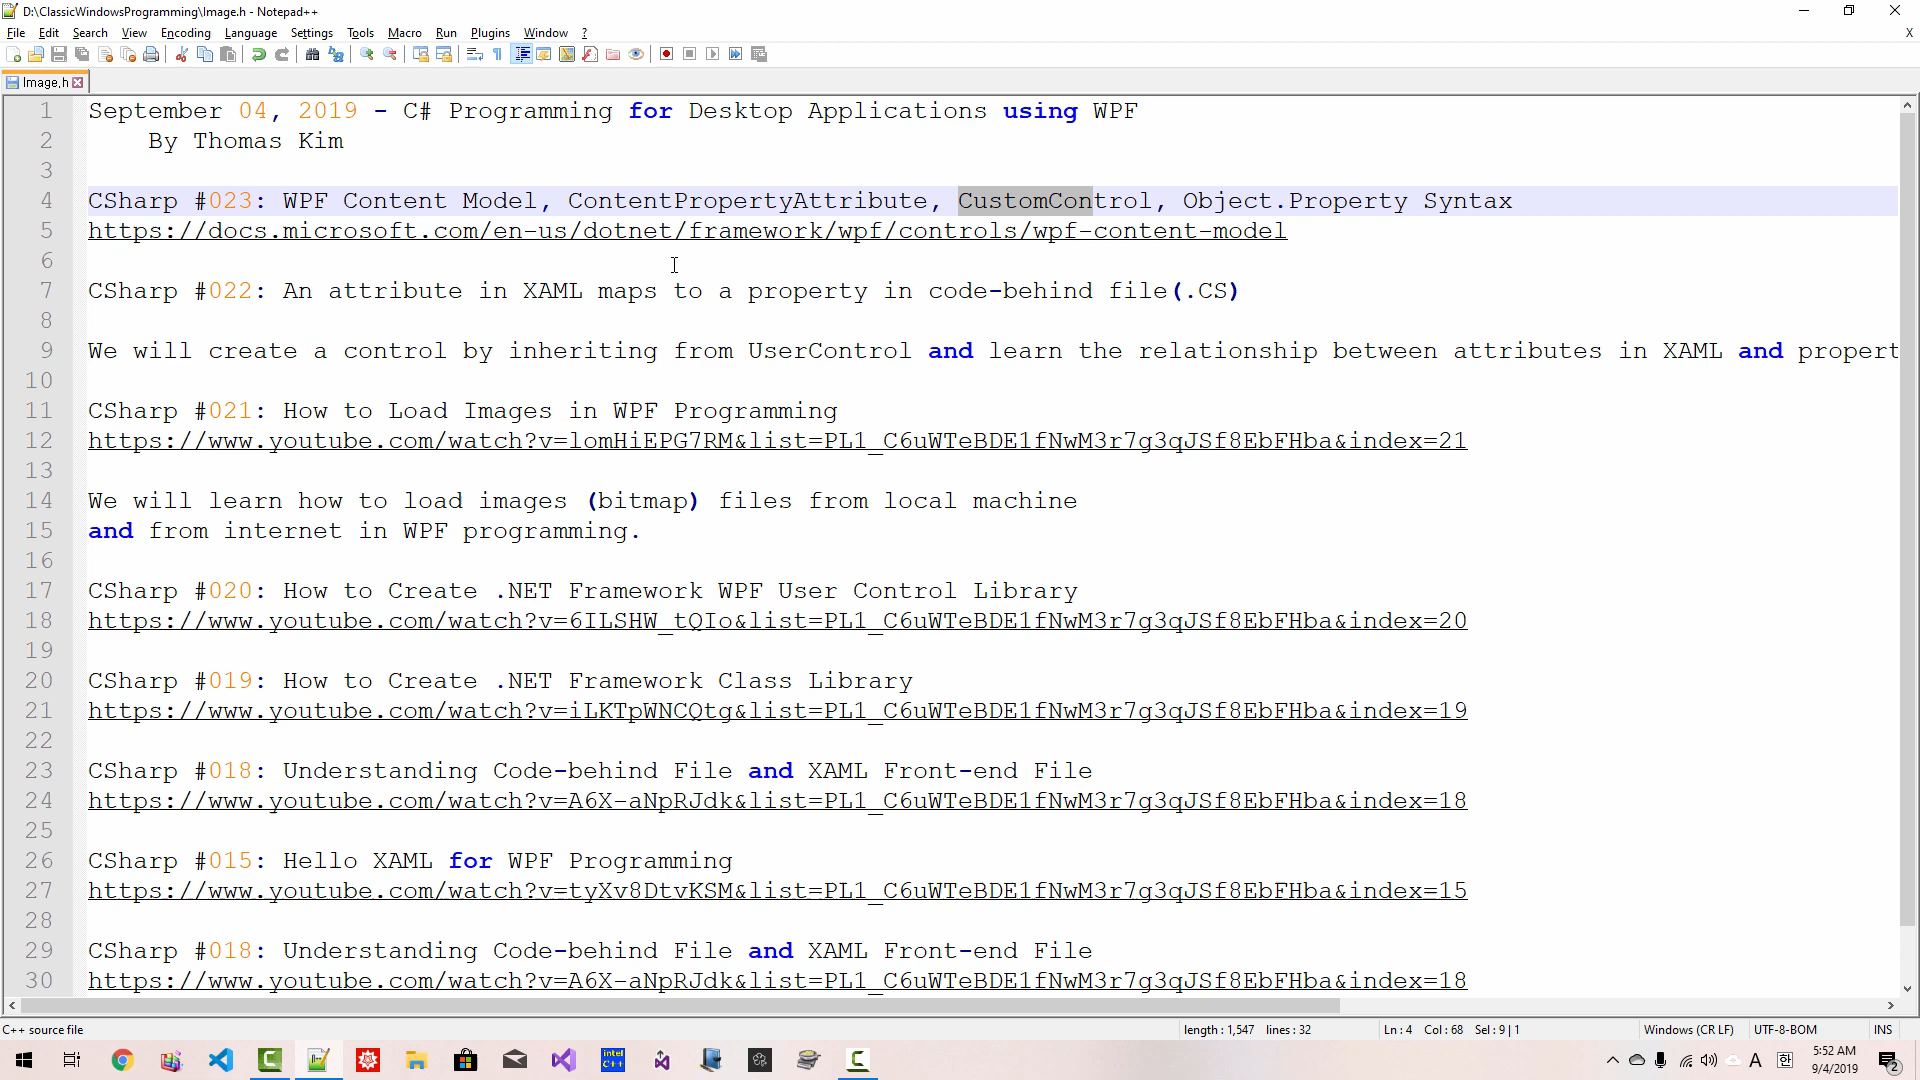 D:\ClassicWindowsProgramming\Image.h - Notepad++
File Edit Search View Encoding Language Settings Tools Macro Run Plugins Window ? X
Image.h
1 September 04, 2019 - C# Programming for Desktop Applications using WPF
2 By Thomas Kim
3
4 CSharp #023: WPF Content Model, ContentPropertyAttribute, CustomControl, Object.Property Syntax
5 https://docs.microsoft.com/en-us/dotnet/framework/wpf/controls/wpf-content-model
6
7 CSharp #022: An attribute in XAML maps to a property in code-behind file(.CS)
8
9 We will create a control by inheriting from UserControl and learn the relationship between attributes in XAML and propert
10
11 CSharp #021: How to Load Images in WPF Programming
12 https://www.youtube.com/watch?v=lomHiEPG7RM&list=PL1_C6uWTeBDE1fNwM3r7g3qJSf8EbFHba&index=21
13
14 We will learn how to load images (bitmap) files from local machine
15 and from internet in WPF programming.
16
17 CSharp #020: How to Create .NET Framework WPF User Control Library
18 https://www.youtube.com/watch?v=6ILSHW_tQIo&list=PL1_C6uWTeBDE1fNwM3r7g3qJSf8EbFHba&index=20
19
20 CSharp #019: How to Create .NET Framework Class Library
21 https://www.youtube.com/watch?v=iLKTpWNCQtg&list=PL1_C6uWTeBDE1fNwM3r7g3qJSf8EbFHba&index=19
22
23 CSharp #018: Understanding Code-behind File and XAML Front-end File
24 https://www.youtube.com/watch?v=A6X-aNpRJdk&list=PL1_C6uWTeBDE1fNwM3r7g3qJSf8EbFHba&index=18
25
26 CSharp #015: Hello XAML for WPF Programming
27 https://www.youtube.com/watch?v=tyXv8DtvKSM&list=PL1_C6uWTeBDE1fNwM3r7g3qJSf8EbFHba&index=15
28
29 CSharp #018: Understanding Code-behind File and XAML Front-end File
30 https://www.youtube.com/watch?v=A6X-aNpRJdk&list=PL1_C6uWTeBDE1fNwM3r7g3qJSf8EbFHba&index=18
C++ source file length : 1,547 lines : 32 Ln : 4 Col : 68 Sel : 9 | 1 Windows (CR LF) UTF-8-BOM INS
intel C++ A 한 5:52 AM
9/4/2019 2